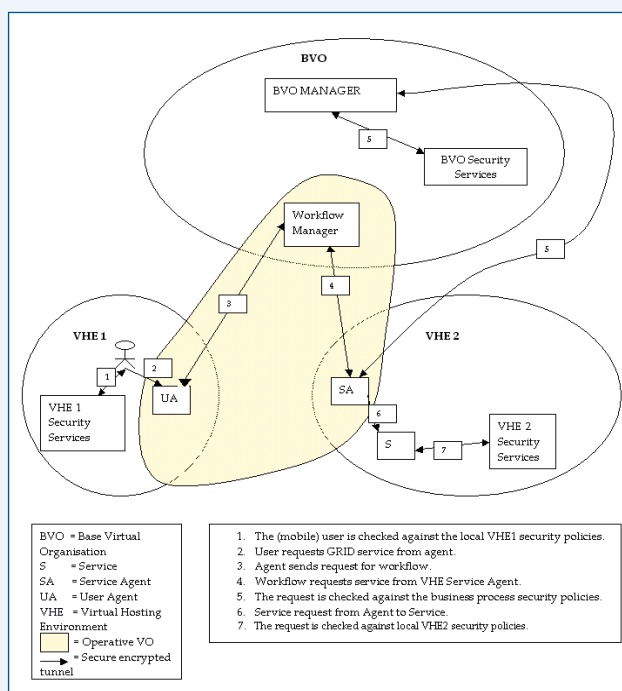 BVO
BVO MANAGER
5
BVO Security
Services
Workflow
Manager
5
4
3
VHE 1
VHE 2
1
2
UA
VHE 1
Security
Services
SA
6
S
7
VHE 2
Security
Services
BVO = Base Virtual
Organisation
S = Service
SA = Service Agent
UA = User Agent
VHE = Virtual Hosting
Environment
= Operative VO
= Secure encrypted
tunnel
1. The (mobile) user is checked against the local VHE1 security policies.
2. User requests GRID service from agent.
3. Agent sends request for workflow.
4. Workflow requests service from VHE Service Agent.
5. The request is checked against the business process security policies.
6. Service request from Agent to Service.
7. The request is checked against local VHE2 security policies.